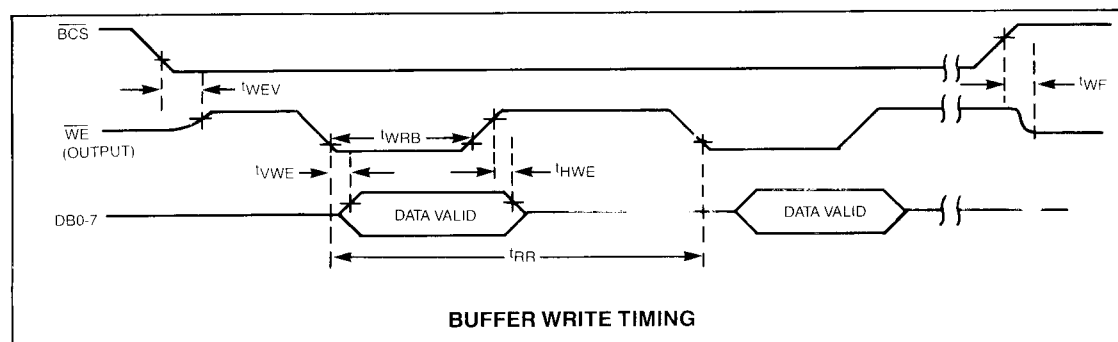 BCS
tWEV
tWF
WE
(OUTPUT)
tWRB
tVWE
tHWE
DB0-7
DATA VALID
DATA VALID
tRR
BUFFER WRITE TIMING